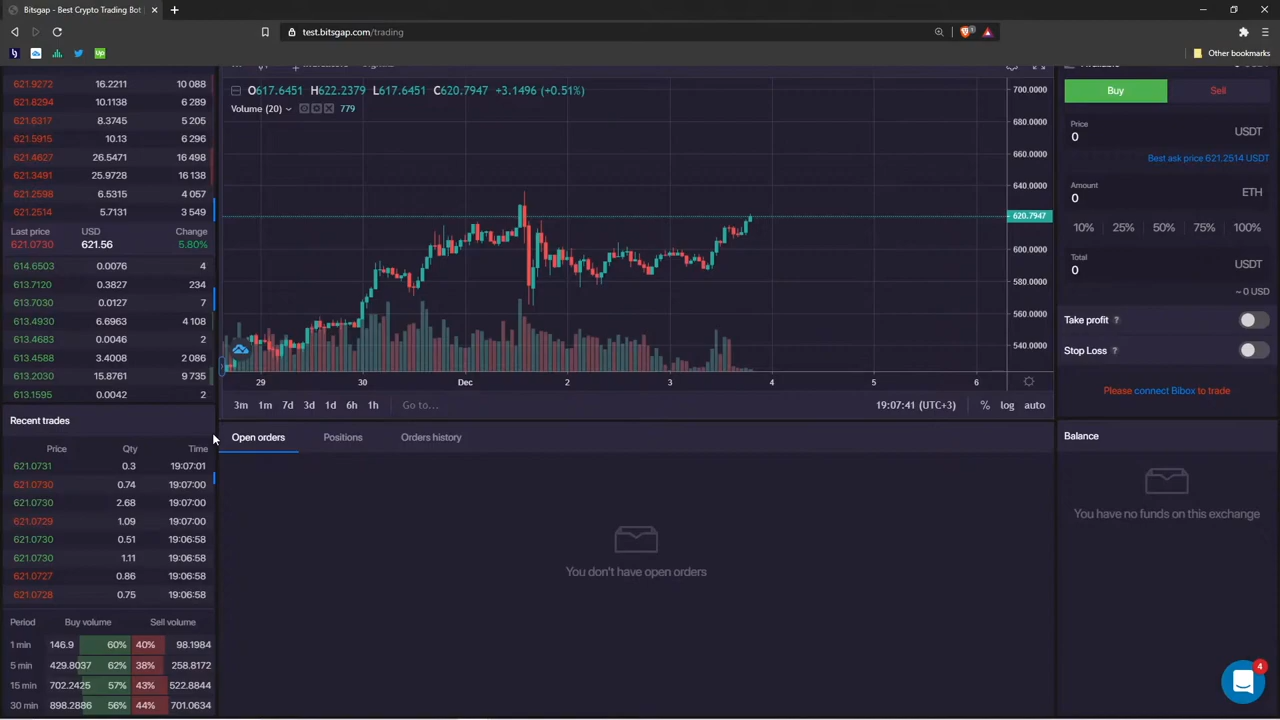 Bitsgap - Best Crypto Trading Bot
test.bitsgap.com/trading
Other bookmarks
621.9272 16.2211 10 088
621.8294 10.1138 6 289
621.6317 8.3745 5 205
621.5915 10.13 6 296
621.4627 26.5471 16 498
621.3491 25.9728 16 138
621.2598 6.5315 4 057
621.2514 5.7131 3 549
Last price USD Change
621.0730 621.56 5.80%
614.6503 0.0076 4
613.7120 0.3827 234
613.7030 0.0127 7
613.4930 6.6963 4 108
613.4683 0.0046 2
613.4588 3.4008 2 086
613.2030 15.8761 9 735
613.1595 0.0042 2
Recent trades
Price Qty Time
621.0731 0.3 19:07:01
621.0730 0.74 19:07:00
621.0730 2.68 19:07:00
621.0729 1.09 19:07:00
621.0730 0.51 19:06:58
621.0730 1.11 19:06:58
621.0727 0.86 19:06:58
621.0728 0.75 19:06:58
Period Buy volume Sell volume
1 min 146.9 60% 40% 98.1984
5 min 429.8037 62% 38% 258.8172
15 min 702.2425 57% 43% 522.8844
30 min 898.2886 56% 44% 701.0634
O617.6451 H622.2379 L617.6451 C620.7947 +3.1496 (+0.51%)
Volume (20) 779
700.0000
680.0000
660.0000
640.0000
620.7947
600.0000
580.0000
560.0000
540.0000
29 30 Dec 2 3 4 5 6
3m 1m 7d 3d 1d 6h 1h Go to... 19:07:41 (UTC+3) % log auto
Open orders Positions Orders history
You don't have open orders
Buy Sell
Price
0 USDT
Best ask price 621.2514 USDT
Amount
0 ETH
10% 25% 50% 75% 100%
Total
0 USDT
~ 0 USD
Take profit ?
Stop Loss ?
Please connect Bibox to trade
Balance
You have no funds on this exchange
4